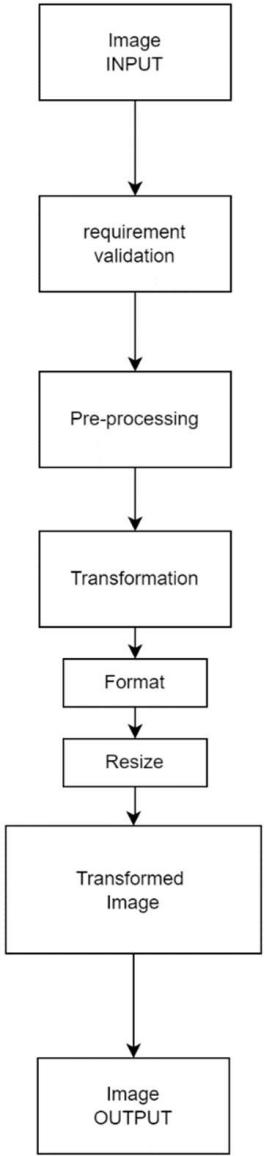 Image
INPUT
requirement
validation
Pre-processing
Transformation
Format
Resize
Transformed
Image
Image
OUTPUT